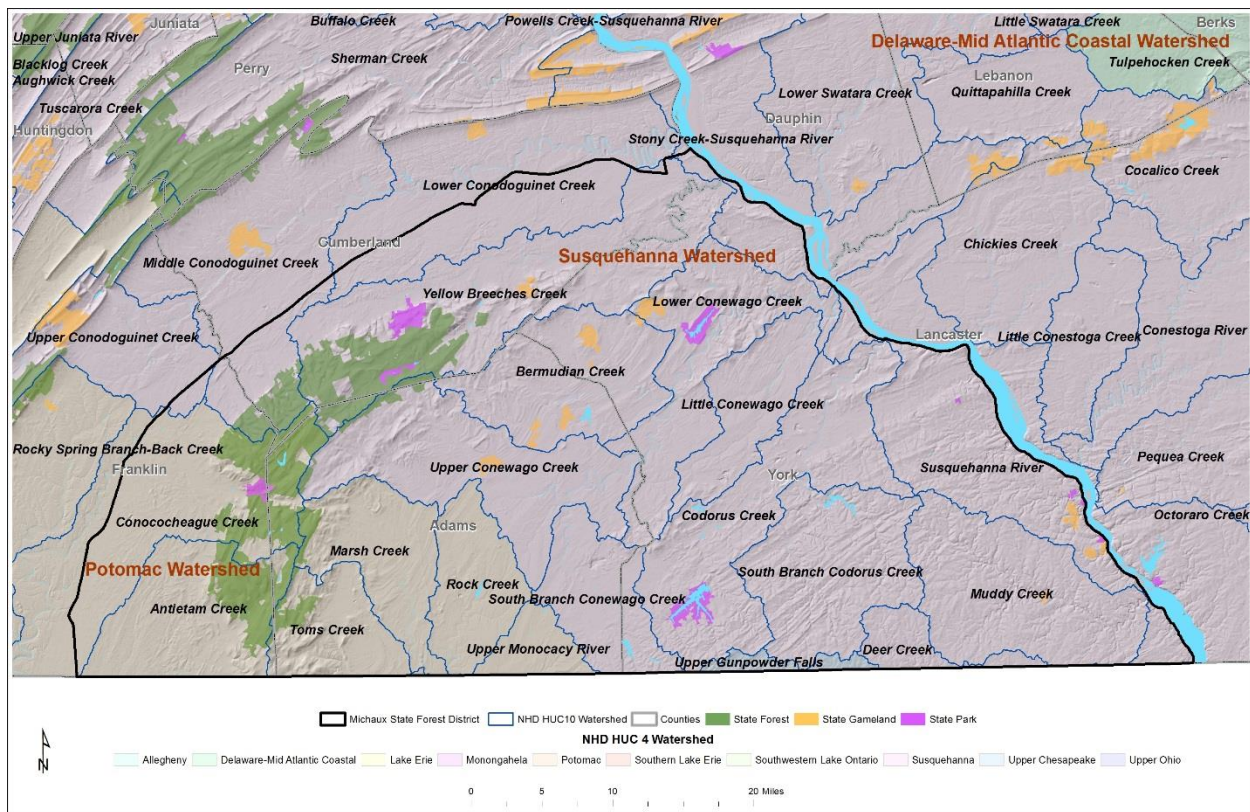 Juniata
Buffalo Creek
Powells Creek-Susquehanna River
Little Swatara Creek
Berks
Upper Juniata River
Delaware-Mid Atlantic Coastal Watershed
Blacklog Creek
Perry
Sherman Creek
Tulpehocken Creek
Aughwick Creek
Lebanon
Lower Swatara Creek
Quittapahilla Creek
Tuscarora Creek
Dauphin
Huntingdon
Stony Creek-Susquehanna River
Cocalico Creek
Lower Conodoguinet Creek
Cumberland
Chickies Creek
Susquehanna Watershed
Middle Conodoguinet Creek
Yellow Breeches Creek
Lower Conewago Creek
Upper Conodoguinet Creek
Lancaster
Little Conestoga Creek
Conestoga River
Bermudian Creek
Little Conewago Creek
Rocky Spring Branch-Back Creek
Franklin
Upper Conewago Creek
York
Susquehanna River
Pequea Creek
Conococheague Creek
Adams
Codorus Creek
Octoraro Creek
Marsh Creek
Potomac Watershed
Rock Creek
South Branch Codorus Creek
South Branch Conewago Creek
Muddy Creek
Antietam Creek
Toms Creek
Upper Monocacy River
Deer Creek
Upper Gunpowder Falls
Michaux State Forest District
NHD HUC10 Watershed
Counties
State Forest
State Gameland
State Park
NHD HUC 4 Watershed
Allegheny
Delaware-Mid Atlantic Coastal
Lake Erie
Monongahela
Potomac
Southern Lake Erie
Southwestern Lake Ontario
Susquehanna
Upper Chesapeake
Upper Ohio
N
0 5 10 20 Miles